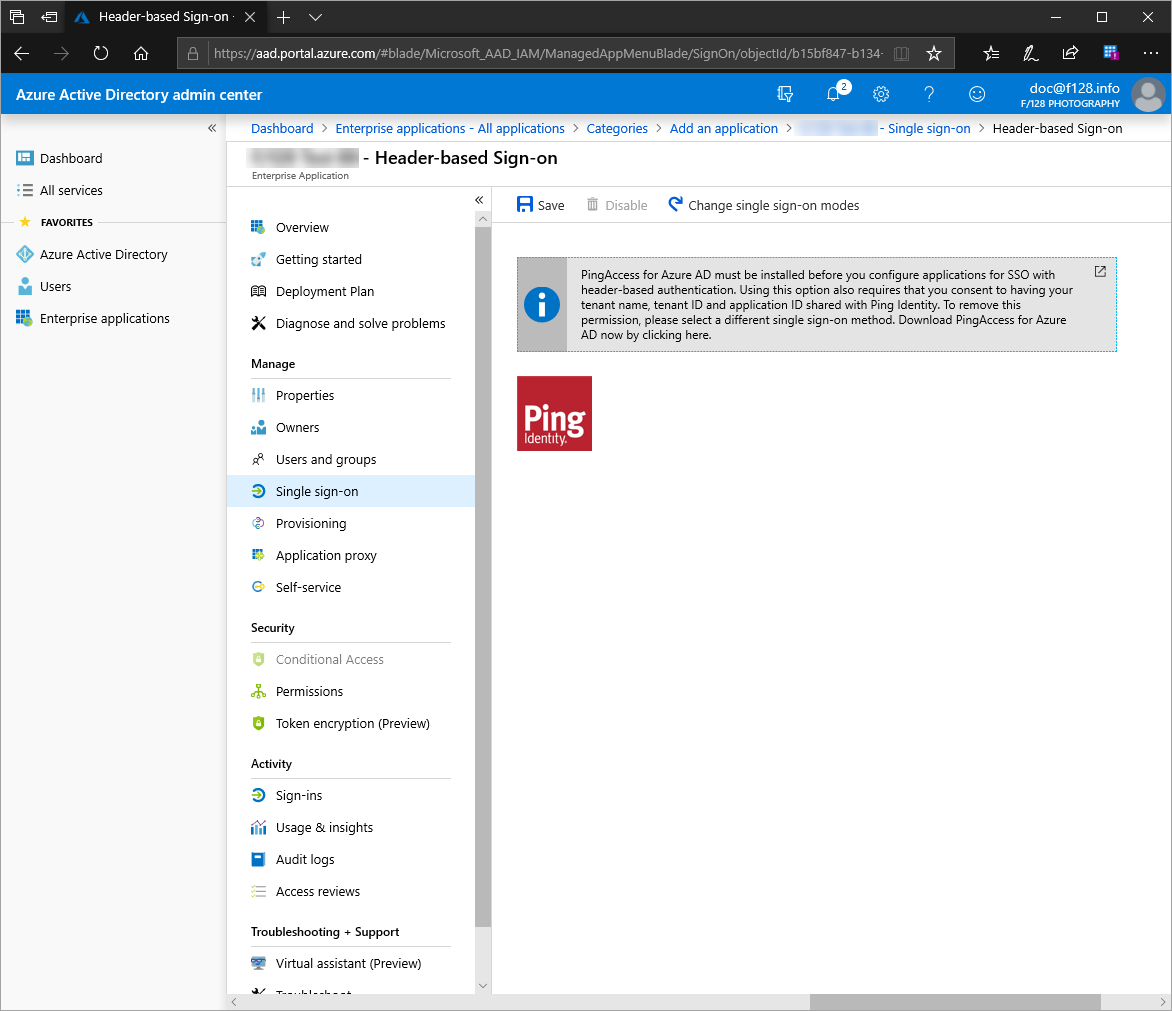 Header-based Sign-on -
https://aad.portal.azure.com/#blade/Microsoft_AAD_IAM/ManagedAppMenuBlade/SignOn/objectId/b15bf847-b134-
Azure Active Directory admin center
2
doc@f128.info
F/128 PHOTOGRAPHY
Dashboard > Enterprise applications - All applications > Categories > Add an application > - Single sign-on > Header-based Sign-on
- Header-based Sign-on
Enterprise Application
Dashboard
All services
FAVORITES
Azure Active Directory
Users
Enterprise applications
Overview
Getting started
Deployment Plan
Diagnose and solve problems
Manage
Properties
Owners
Users and groups
Single sign-on
Provisioning
Application proxy
Self-service
Security
Conditional Access
Permissions
Token encryption (Preview)
Activity
Sign-ins
Usage & insights
Audit logs
Access reviews
Troubleshooting + Support
Virtual assistant (Preview)
Troubleshoot
Save
Disable
Change single sign-on modes
PingAccess for Azure AD must be installed before you configure applications for SSO with
header-based authentication. Using this option also requires that you consent to having your
tenant name, tenant ID and application ID shared with Ping Identity. To remove this
permission, please select a different single sign-on method. Download PingAccess for Azure
AD now by clicking here.
Ping
Identity.